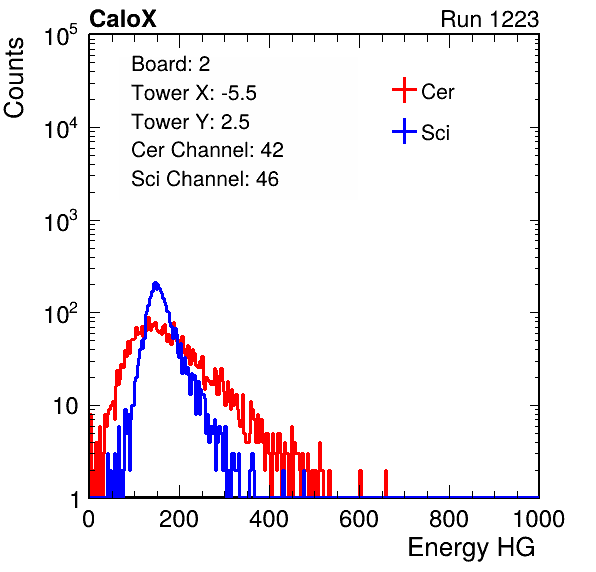 CaloX Run 1223
Counts
10^5
10^4
10^3
10^2
10
1
Board: 2
Tower X: -5.5
Tower Y: 2.5
Cer Channel: 42
Sci Channel: 46
Cer
Sci
0 200 400 600 800 1000
Energy HG